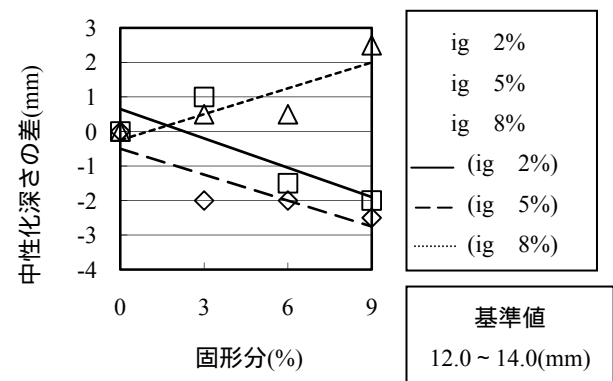 3
2
1
0
-1
-2
-3
-4
中性化深さの差(mm)
0 3 6 9
固形分(%)
ig 2%
ig 5%
ig 8%
(ig 2%)
(ig 5%)
(ig 8%)
基準値
12.0 ~ 14.0(mm)